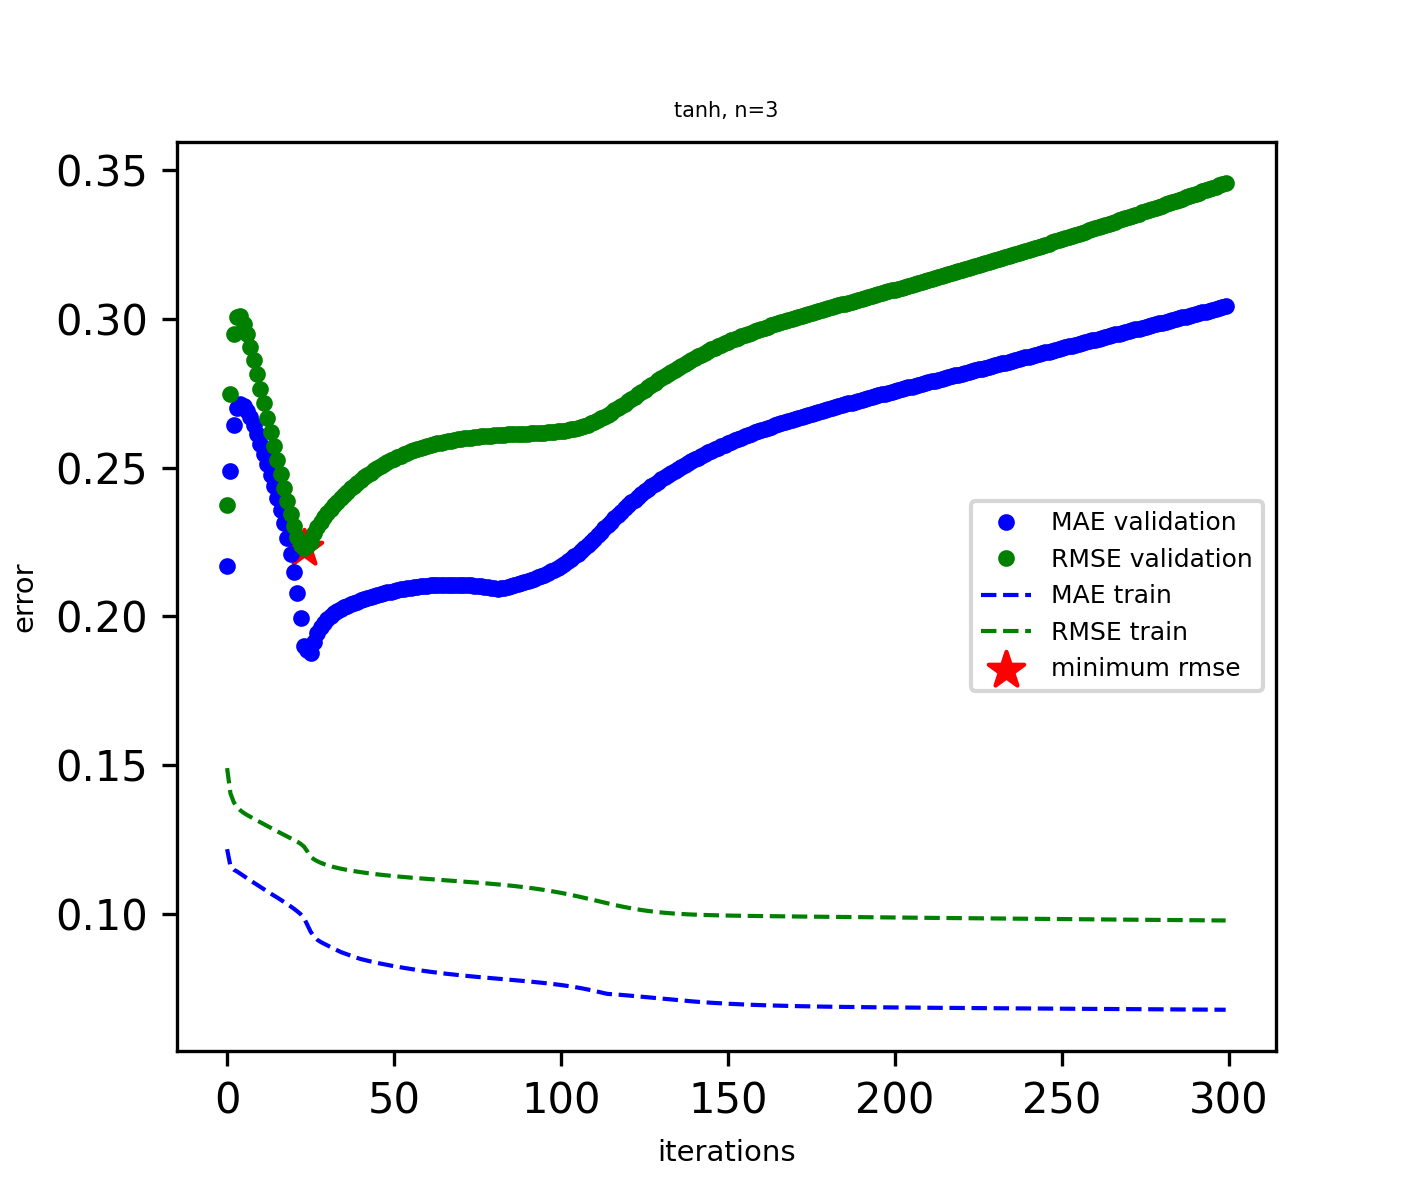 tanh, n=3
0.35
0.30
0.25
0.20
0.15
0.10
error
MAE validation
RMSE validation
MAE train
RMSE train
minimum rmse
0 50 100 150 200 250 300
iterations